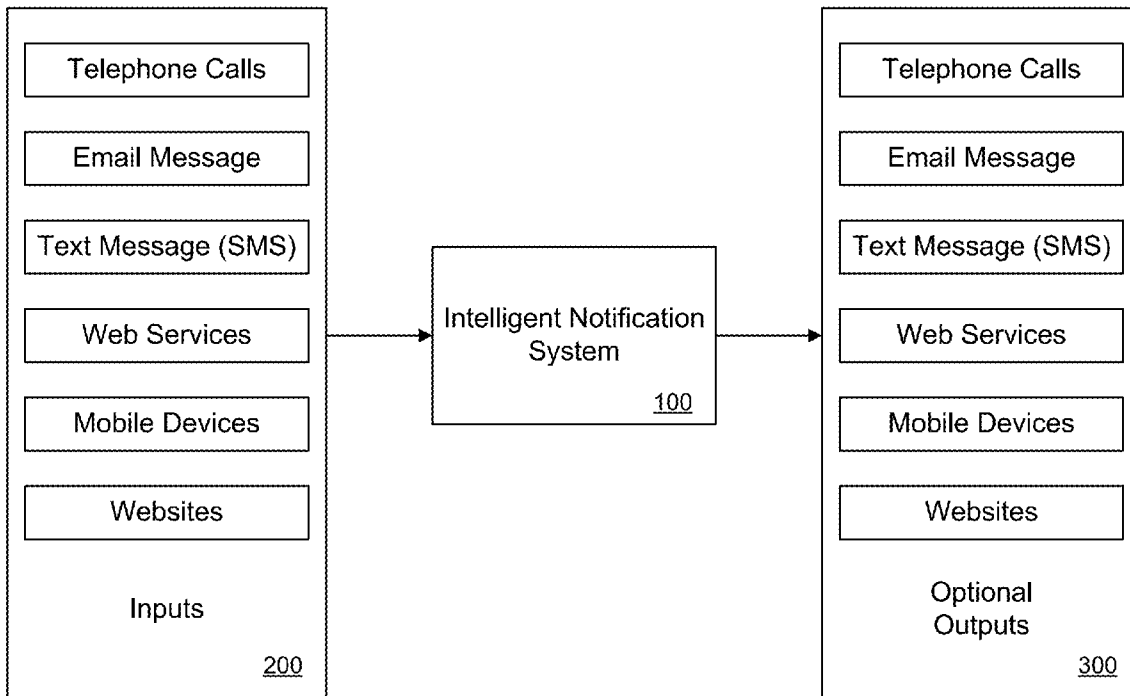 Telephone Calls
Email Message
Text Message (SMS)
Web Services
Mobile Devices
Websites
Inputs
200
Intelligent Notification
System
100
Telephone Calls
Email Message
Text Message (SMS)
Web Services
Mobile Devices
Websites
Optional
Outputs
300